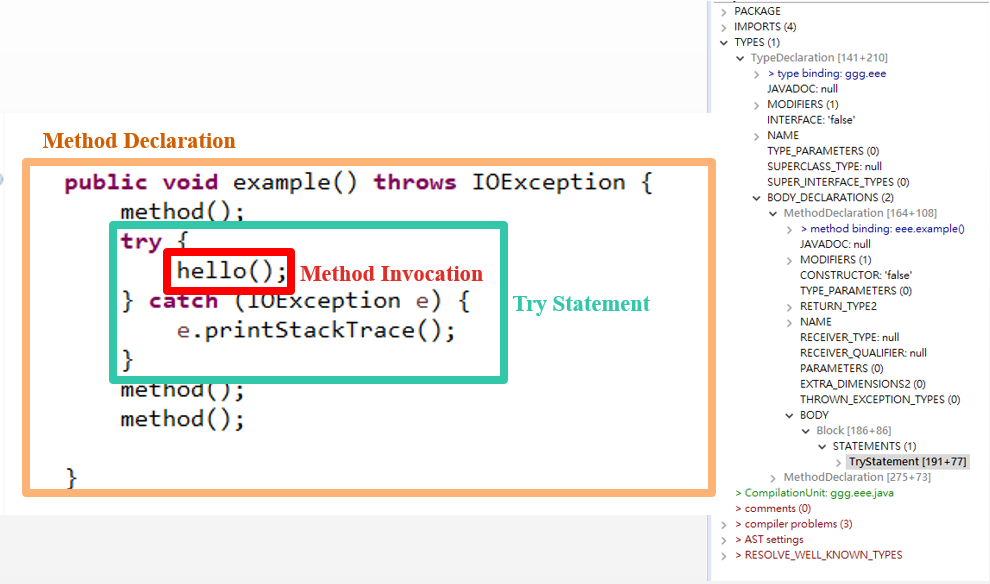 Method Declaration
public void example() throws IOException {
method();
try {
hello();
Method Invocation
} catch (IOException e) {
Try Statement
e.printStackTrace();
}
method();
method();
}
> PACKAGE
> IMPORTS (4)
TYPES (1)
TypeDeclaration [141+210]
> type binding: ggg.eee
JAVADOC: null
MODIFIERS (1)
INTERFACE: 'false'
NAME
TYPE_PARAMETERS (0)
SUPERCLASS_TYPE: null
SUPER_INTERFACE_TYPES (0)
BODY_DECLARATIONS (2)
MethodDeclaration [164+108]
> method binding: eee.example()
JAVADOC: null
MODIFIERS (1)
CONSTRUCTOR: 'false'
TYPE_PARAMETERS (0)
RETURN_TYPE2
NAME
RECEIVER_TYPE: null
RECEIVER_QUALIFIER: null
PARAMETERS (0)
EXTRA_DIMENSIONS2 (0)
THROWN_EXCEPTION_TYPES (0)
BODY
Block [186+86]
STATEMENTS (1)
TryStatement [191+77]
MethodDeclaration [275+73]
> CompilationUnit: ggg.eee.java
> comments (0)
> compiler problems (3)
> AST settings
> RESOLVE_WELL_KNOWN_TYPES